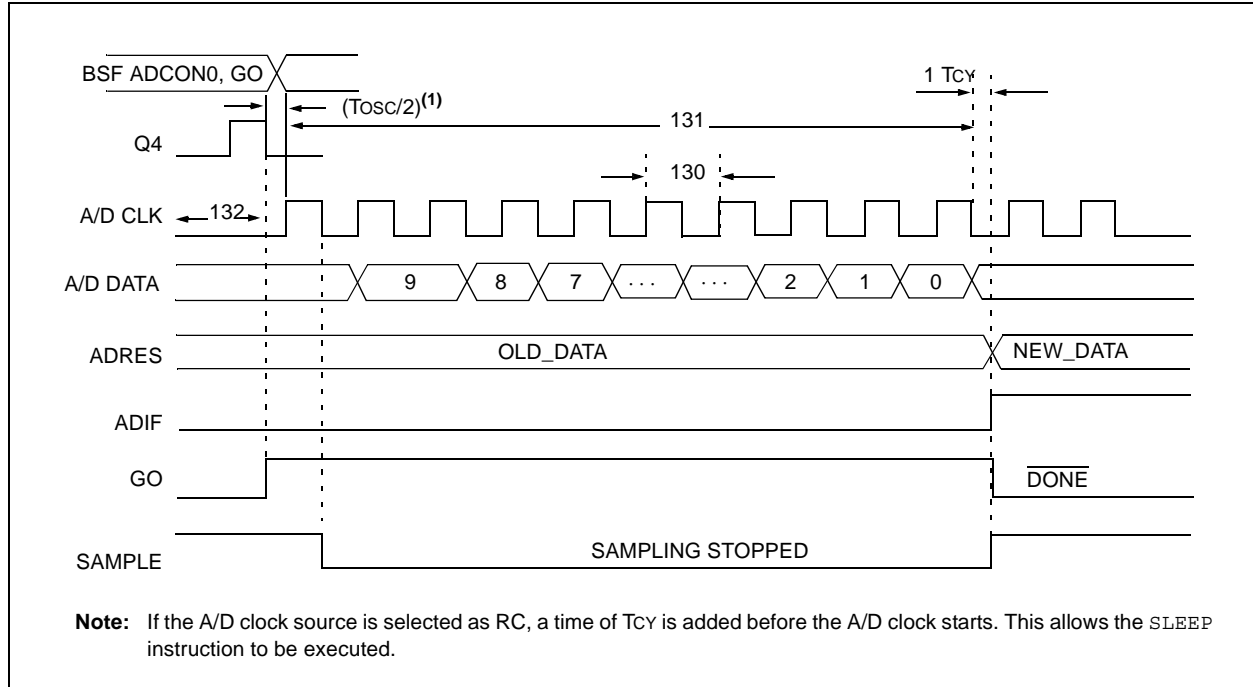 BSF ADCON0, GO
1 TCY
(TOSC/2)(1)
131
Q4
130
A/D CLK
132
A/D DATA
9 8 7 . . . . . . 2 1 0
ADRES
OLD_DATA
NEW_DATA
ADIF
GO
DONE
SAMPLE
SAMPLING STOPPED
Note: If the A/D clock source is selected as RC, a time of TCY is added before the A/D clock starts. This allows the SLEEP
instruction to be executed.